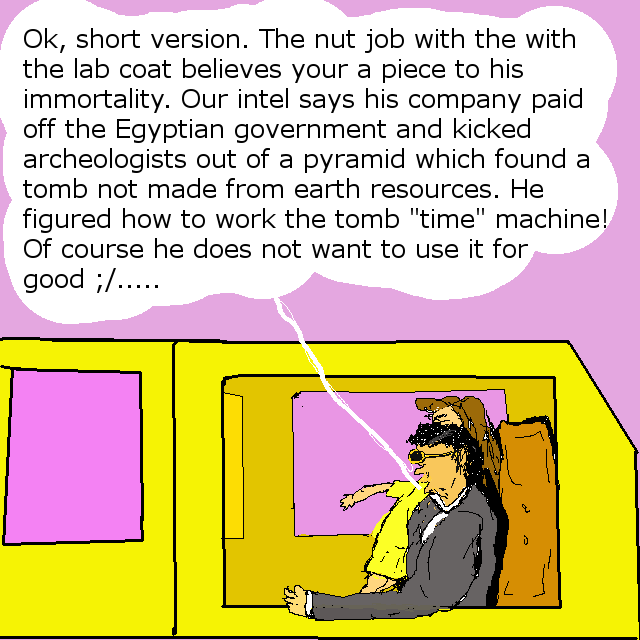 Ok, short version. The nut job with the with
the lab coat believes your a piece to his
immortality. Our intel says his company paid
off the Egyptian government and kicked
archeologists out of a pyramid which found a
tomb not made from earth resources. He
figured how to work the tomb "time" machine!
Of course he does not want to use it for
good ;/.....